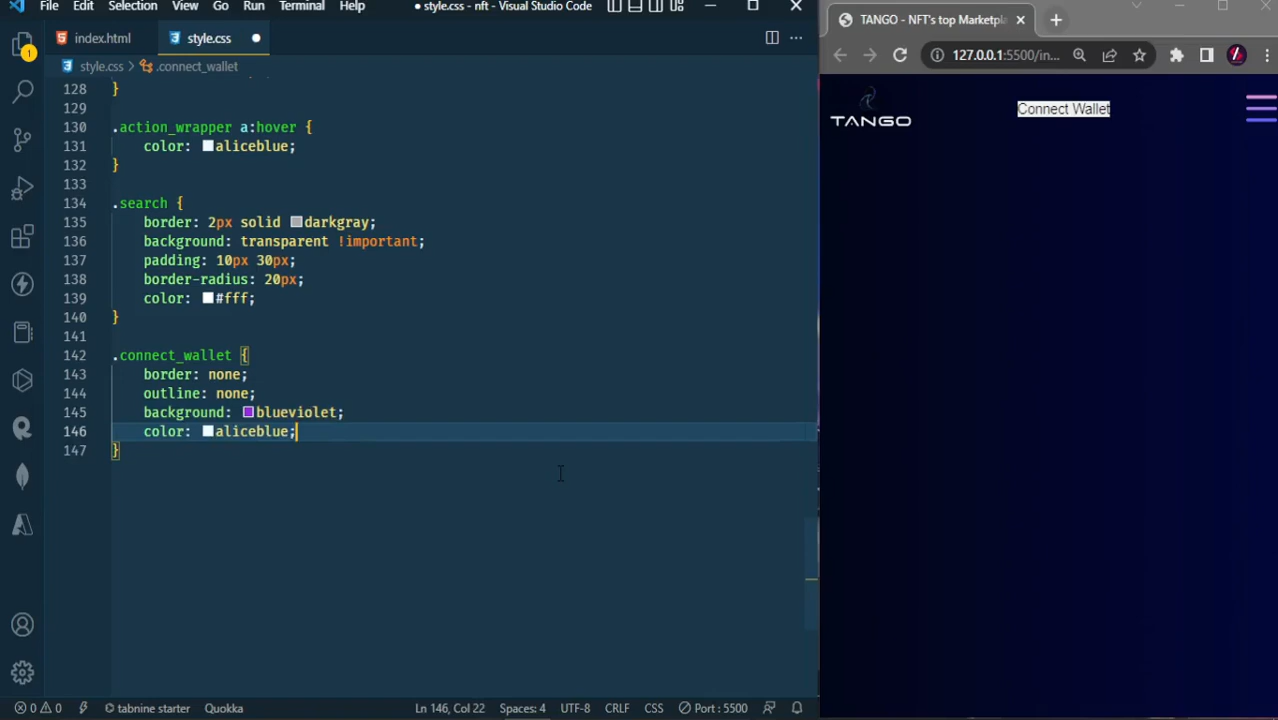 File Edit Selection View Go Run Terminal Help
● style.css - nft - Visual Studio Code
index.html
style.css
style.css > .connect_wallet
1
128 }
129
130 .action_wrapper a:hover {
131 color: aliceblue;
132 }
133
134 .search {
135 border: 2px solid darkgray;
136 background: transparent !important;
137 padding: 10px 30px;
138 border-radius: 20px;
139 color: #fff;
140 }
141
142 .connect_wallet {
143 border: none;
144 outline: none;
145 background: blueviolet;
146 color: aliceblue;
147 }
0 0 tabnine starter Quokka Ln 146, Col 22 Spaces: 4 UTF-8 CRLF CSS Port : 5500
TANGO - NFT's top Marketpla
127.0.0.1:5500/in...
TANGO
Connect Wallet